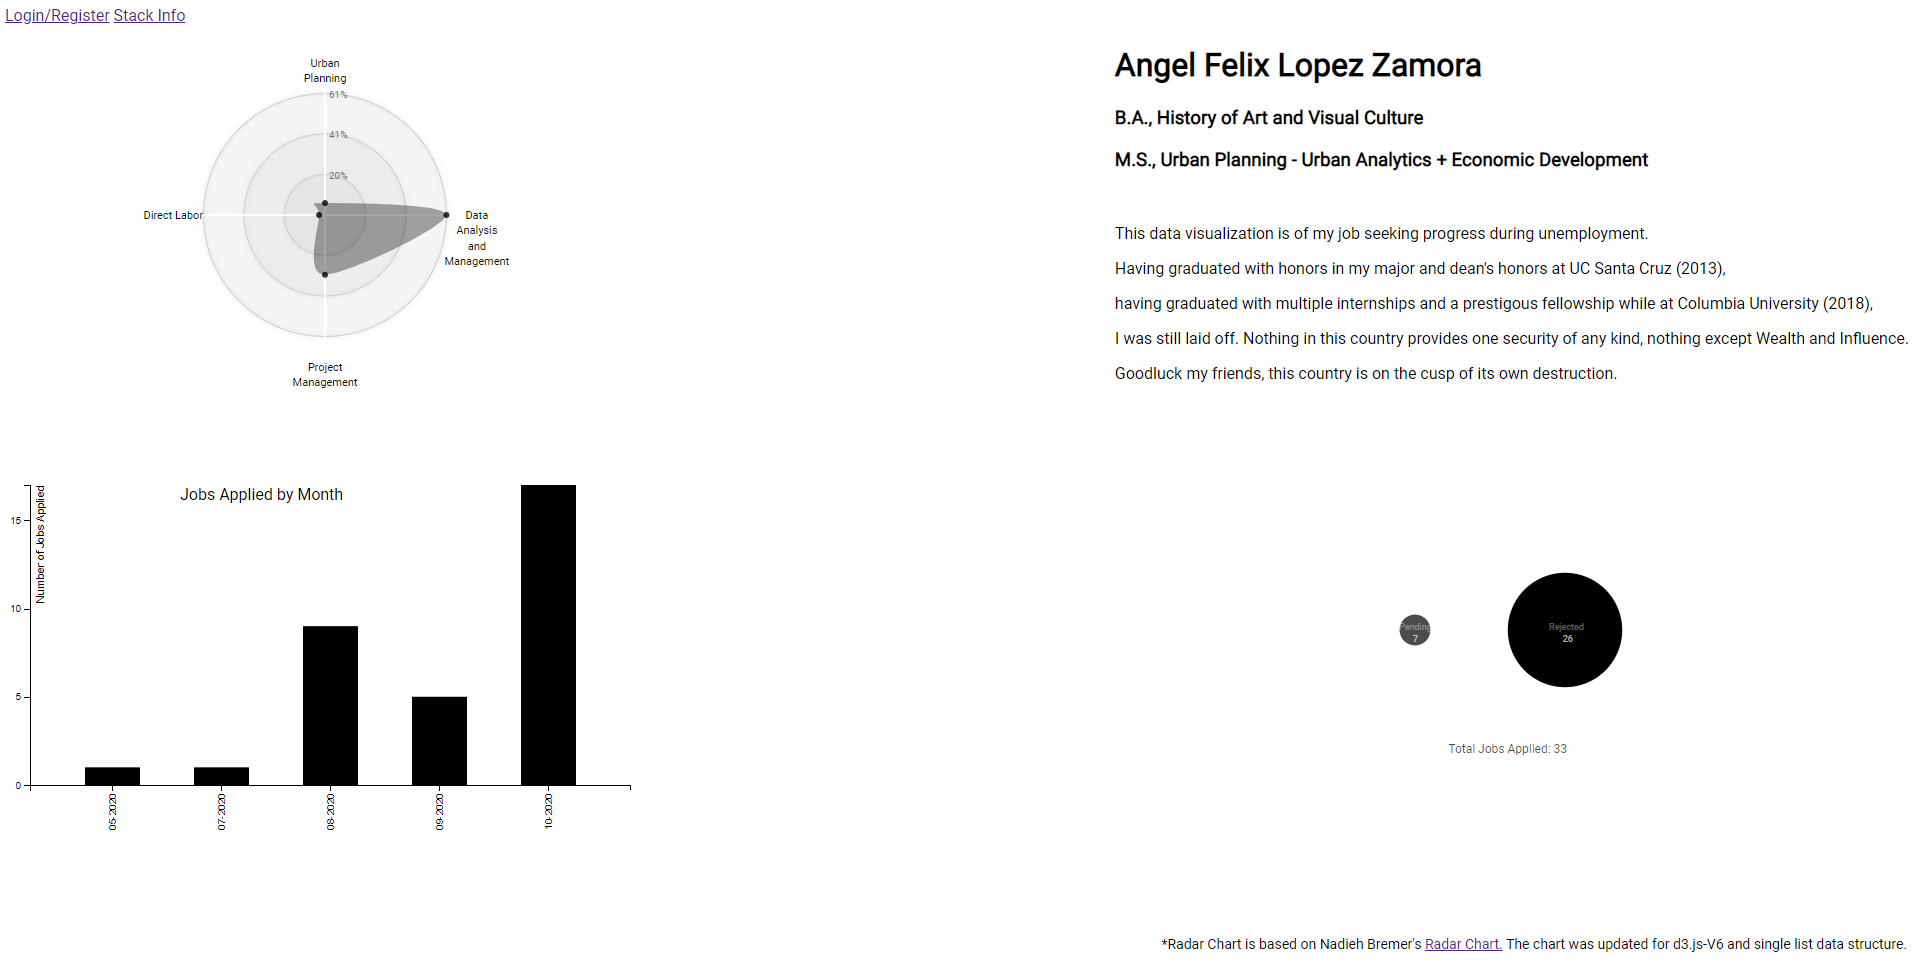 Login/Register Stack Info
Urban
Planning
61%
41%
20%
Direct Labor
Data
Analysis
and
Management
Project
Management
Angel Felix Lopez Zamora
B.A., History of Art and Visual Culture
M.S., Urban Planning - Urban Analytics + Economic Development
This data visualization is of my job seeking progress during unemployment.
Having graduated with honors in my major and dean's honors at UC Santa Cruz (2013),
having graduated with multiple internships and a prestigous fellowship while at Columbia University (2018),
I was still laid off. Nothing in this country provides one security of any kind, nothing except Wealth and Influence.
Goodluck my friends, this country is on the cusp of its own destruction.
Jobs Applied by Month
Number of Jobs Applied
15
10
5
0
05-2020
07-2020
08-2020
09-2020
10-2020
Pending
7
Rejected
26
Total Jobs Applied: 33
*Radar Chart is based on Nadieh Bremer's Radar Chart. The chart was updated for d3.js-V6 and single list data structure.